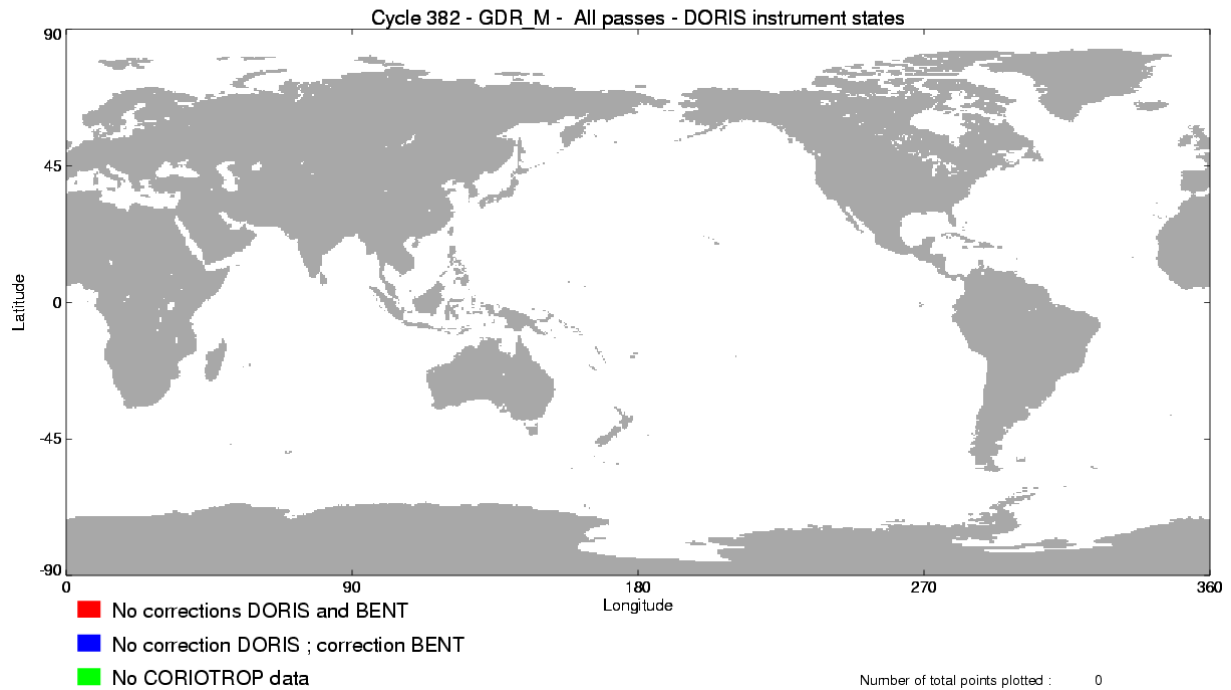 Cycle 382 - GDR_M - All passes - DORIS instrument states
90
45
0
-45
-90
Latitude
0 90 180 270 360
Longitude
No corrections DORIS and BENT
No correction DORIS ; correction BENT
No CORIOTROP data
Number of total points plotted : 0